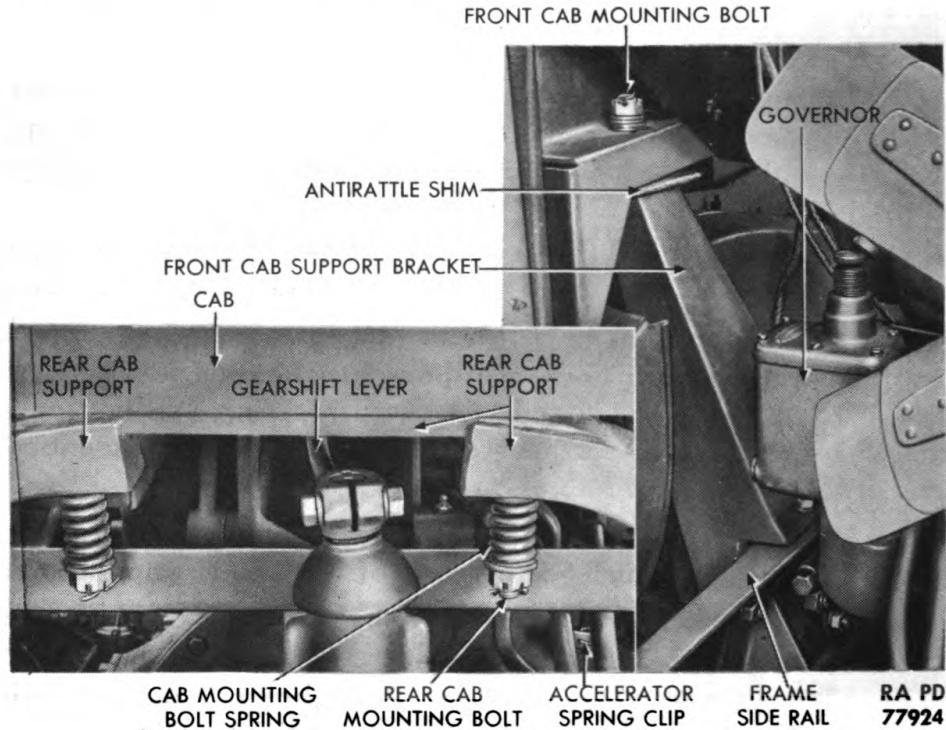 FRONT CAB MOUNTING BOLT
GOVERNOR
ANTIRATTLE SHIM
FRONT CAB SUPPORT BRACKET
CAB
REAR CAB
SUPPORT
GEARSHIFT LEVER
REAR CAB
SUPPORT
CAB MOUNTING
BOLT SPRING
REAR CAB
MOUNTING BOLT
ACCELERATOR
SPRING CLIP
FRAME
SIDE RAIL
RA PD
77924